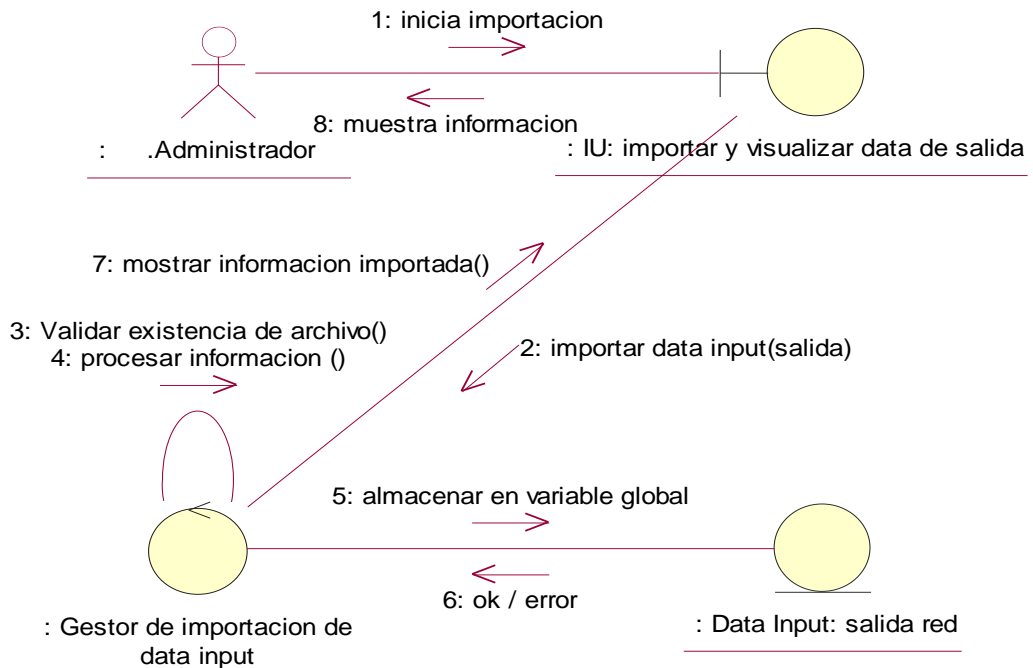 1: inicia importacion
8: muestra informacion
: .Administrador
: IU: importar y visualizar data de salida
7: mostrar informacion importada()
3: Validar existencia de archivo()
4: procesar informacion ()
2: importar data input(salida)
5: almacenar en variable global
6: ok / error
: Gestor de importacion de
data input
: Data Input: salida red